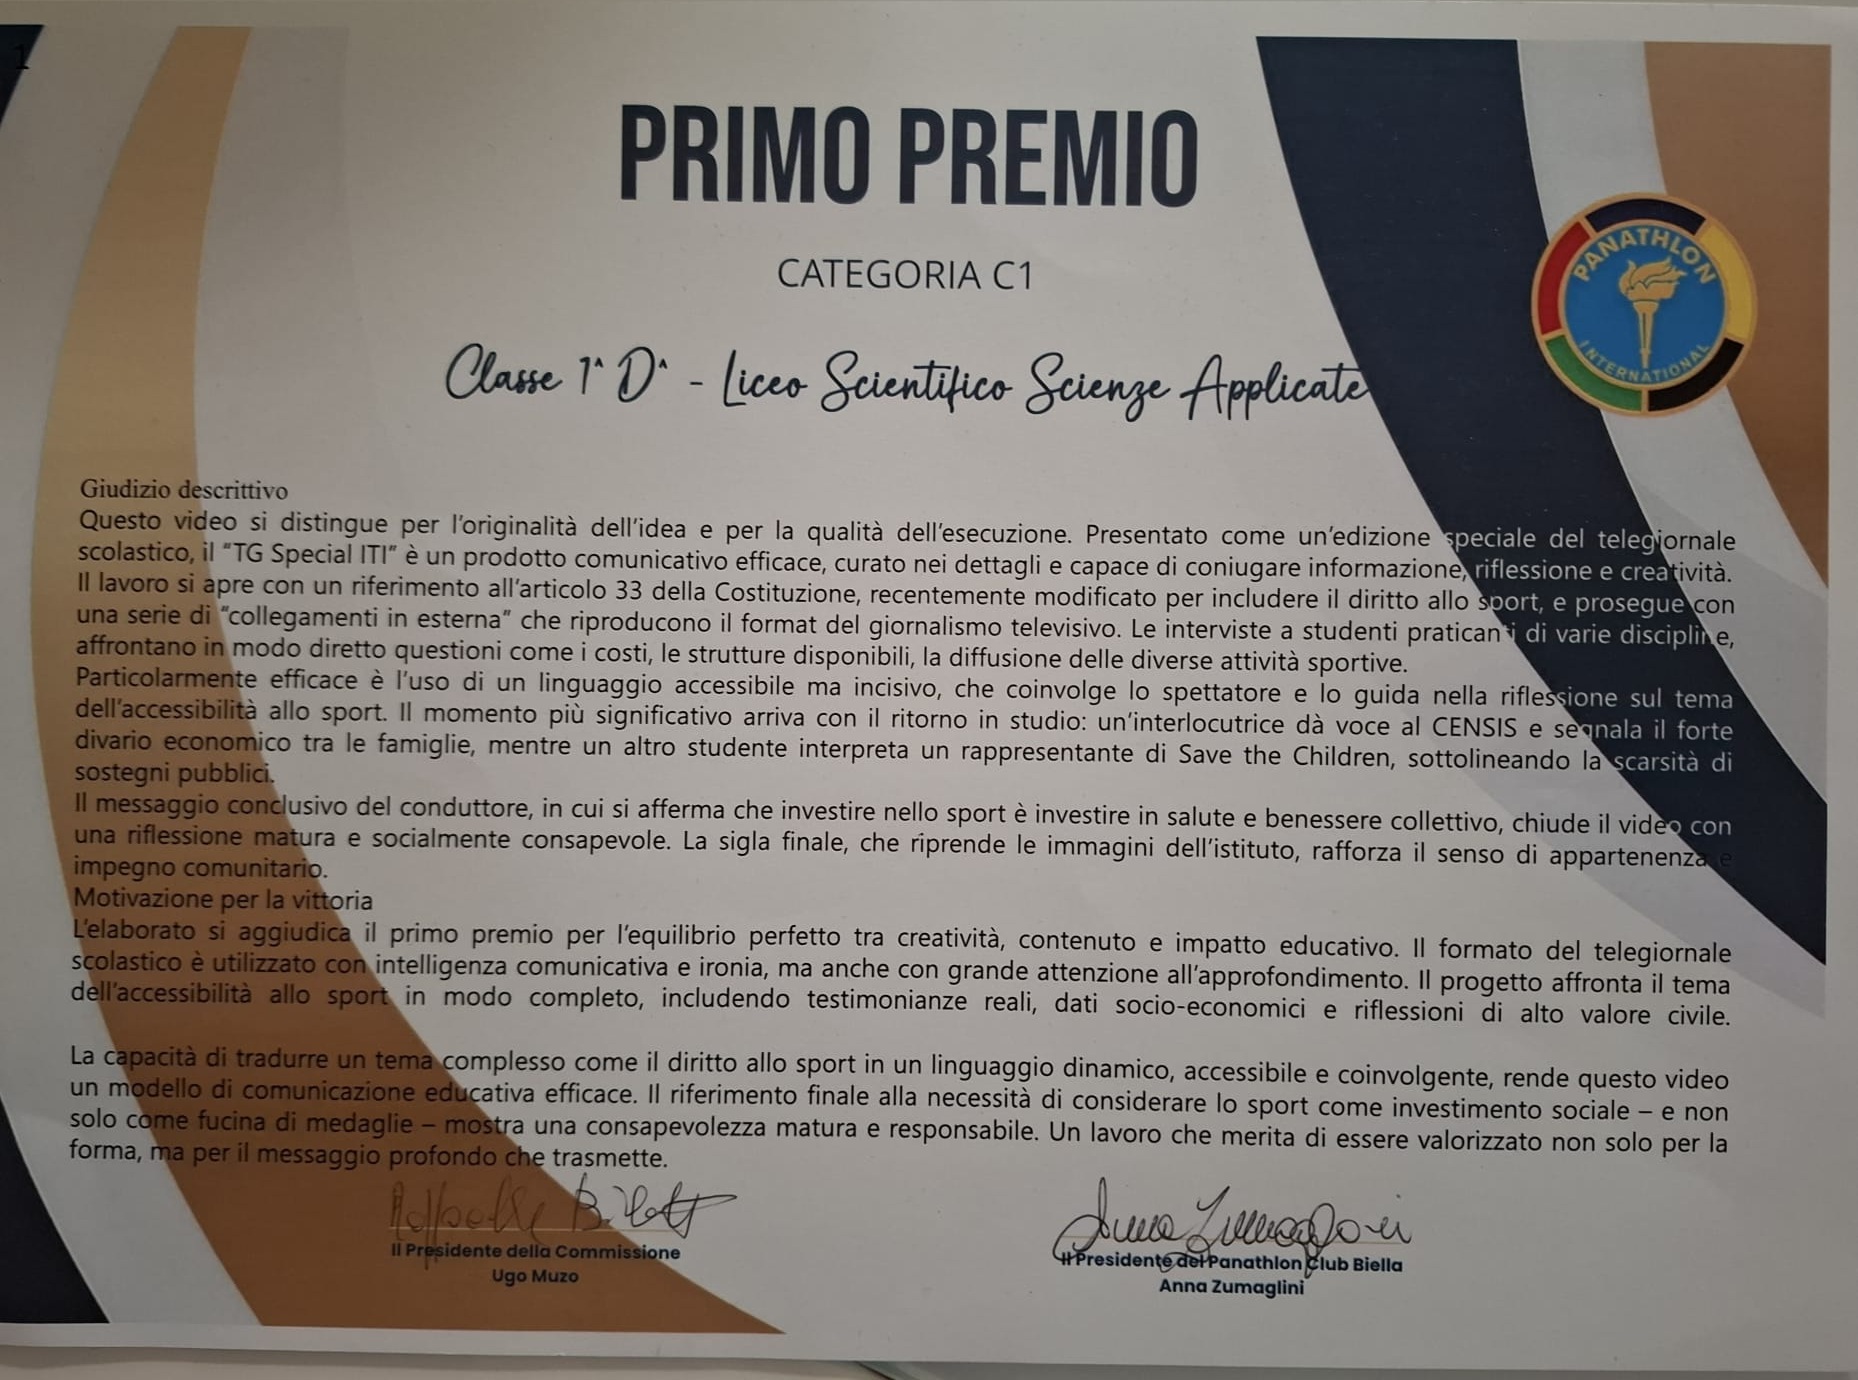 1
PRIMO PREMIO
CATEGORIA C1
PANATHLON
INTERNATIONAL
Classe 1^ D^ - Liceo Scientifico Scienze Applicate
Giudizio descrittivo
Questo video si distingue per l'originalità dell'idea e per la qualità dell'esecuzione. Presentato come un'edizione speciale del telegiornale
scolastico, il "TG Special ITI" è un prodotto comunicativo efficace, curato nei dettagli e capace di coniugare informazione, riflessione e creatività.
Il lavoro si apre con un riferimento all'articolo 33 della Costituzione, recentemente modificato per includere il diritto allo sport, e prosegue con
una serie di "collegamenti in esterna" che riproducono il format del giornalismo televisivo. Le interviste a studenti praticanti di varie discipline,
affrontano in modo diretto questioni come i costi, le strutture disponibili, la diffusione delle diverse attività sportive.
Particolarmente efficace è l'uso di un linguaggio accessibile ma incisivo, che coinvolge lo spettatore e lo guida nella riflessione sul tema
dell'accessibilità allo sport. Il momento più significativo arriva con il ritorno in studio: un'interlocutrice dà voce al CENSIS e segnala il forte
divario economico tra le famiglie, mentre un altro studente interpreta un rappresentante di Save the Children, sottolineando la scarsità di
sostegni pubblici.
Il messaggio conclusivo del conduttore, in cui si afferma che investire nello sport è investire in salute e benessere collettivo, chiude il video con
una riflessione matura e socialmente consapevole. La sigla finale, che riprende le immagini dell'istituto, rafforza il senso di appartenenza e
impegno comunitario.
Motivazione per la vittoria
L'elaborato si aggiudica il primo premio per l'equilibrio perfetto tra creatività, contenuto e impatto educativo. Il formato del telegiornale
scolastico è utilizzato con intelligenza comunicativa e ironia, ma anche con grande attenzione all'approfondimento. Il progetto affronta il tema
dell'accessibilità allo sport in modo completo, includendo testimonianze reali, dati socio-economici e riflessioni di alto valore civile.
La capacità di tradurre un tema complesso come il diritto allo sport in un linguaggio dinamico, accessibile e coinvolgente, rende questo video
un modello di comunicazione educativa efficace. Il riferimento finale alla necessità di considerare lo sport come investimento sociale – e non
solo come fucina di medaglie – mostra una consapevolezza matura e responsabile. Un lavoro che merita di essere valorizzato non solo per la
forma, ma per il messaggio profondo che trasmette.
Anna Zumaglini
Il Presidente della Commissione
Ugo Muzo
Il Presidente del Panathlon Club Biella
Anna Zumaglini